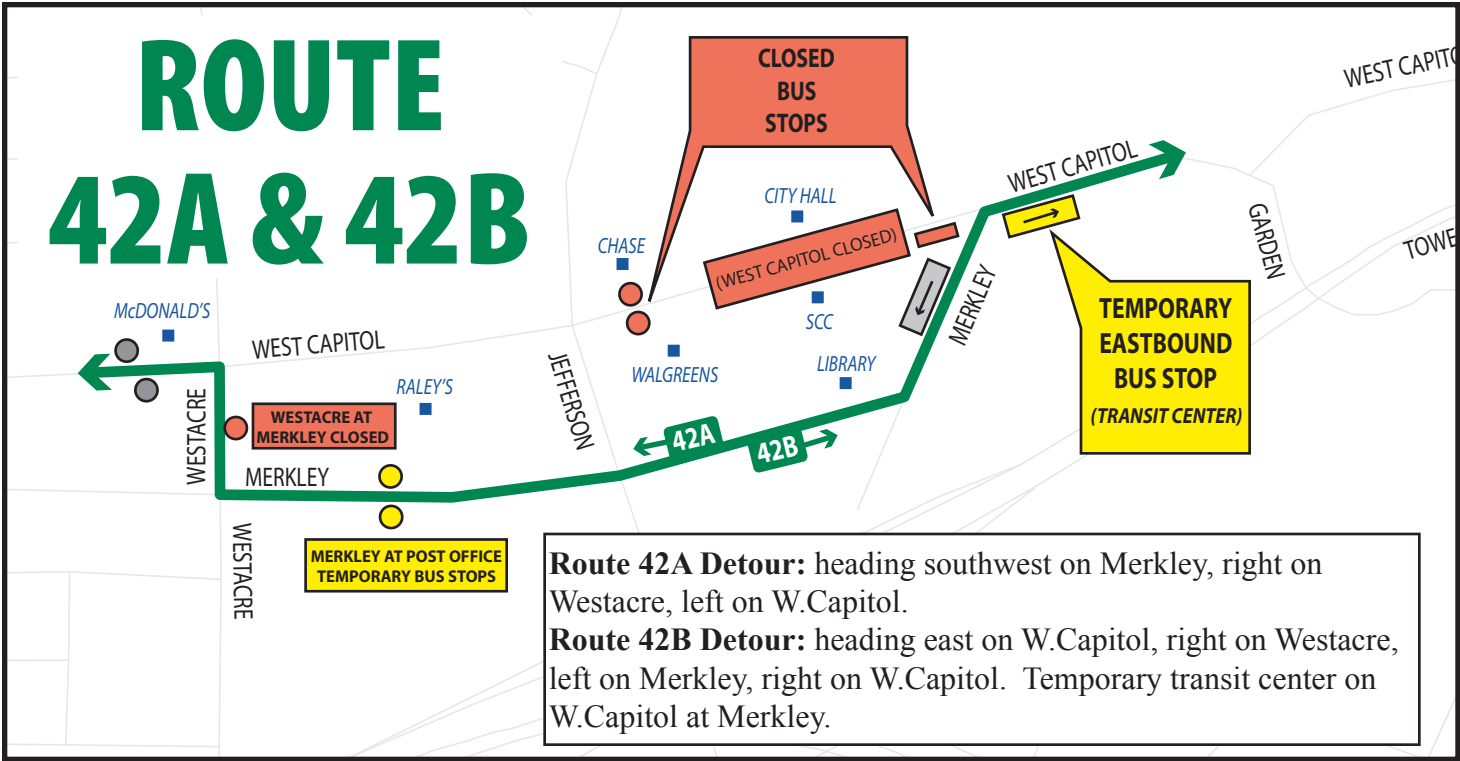 ROUTE
42A & 42B
CLOSED
BUS
STOPS
WEST CAPITO
WEST CAPITOL
CITY HALL
(WEST CAPITOL CLOSED)
CHASE
GARDEN
TOWE
McDONALD'S
WEST CAPITOL
MERKLEY
SCC
TEMPORARY
EASTBOUND
BUS STOP
(TRANSIT CENTER)
JEFFERSON
WALGREENS
LIBRARY
RALEY'S
WESTACRE
WESTACRE AT
MERKLEY CLOSED
42A
42B
MERKLEY
WESTACRE
MERKLEY AT POST OFFICE
TEMPORARY BUS STOPS
Route 42A Detour: heading southwest on Merkley, right on
Westacre, left on W.Capitol.
Route 42B Detour: heading east on W.Capitol, right on Westacre,
left on Merkley, right on W.Capitol.  Temporary transit center on
W.Capitol at Merkley.